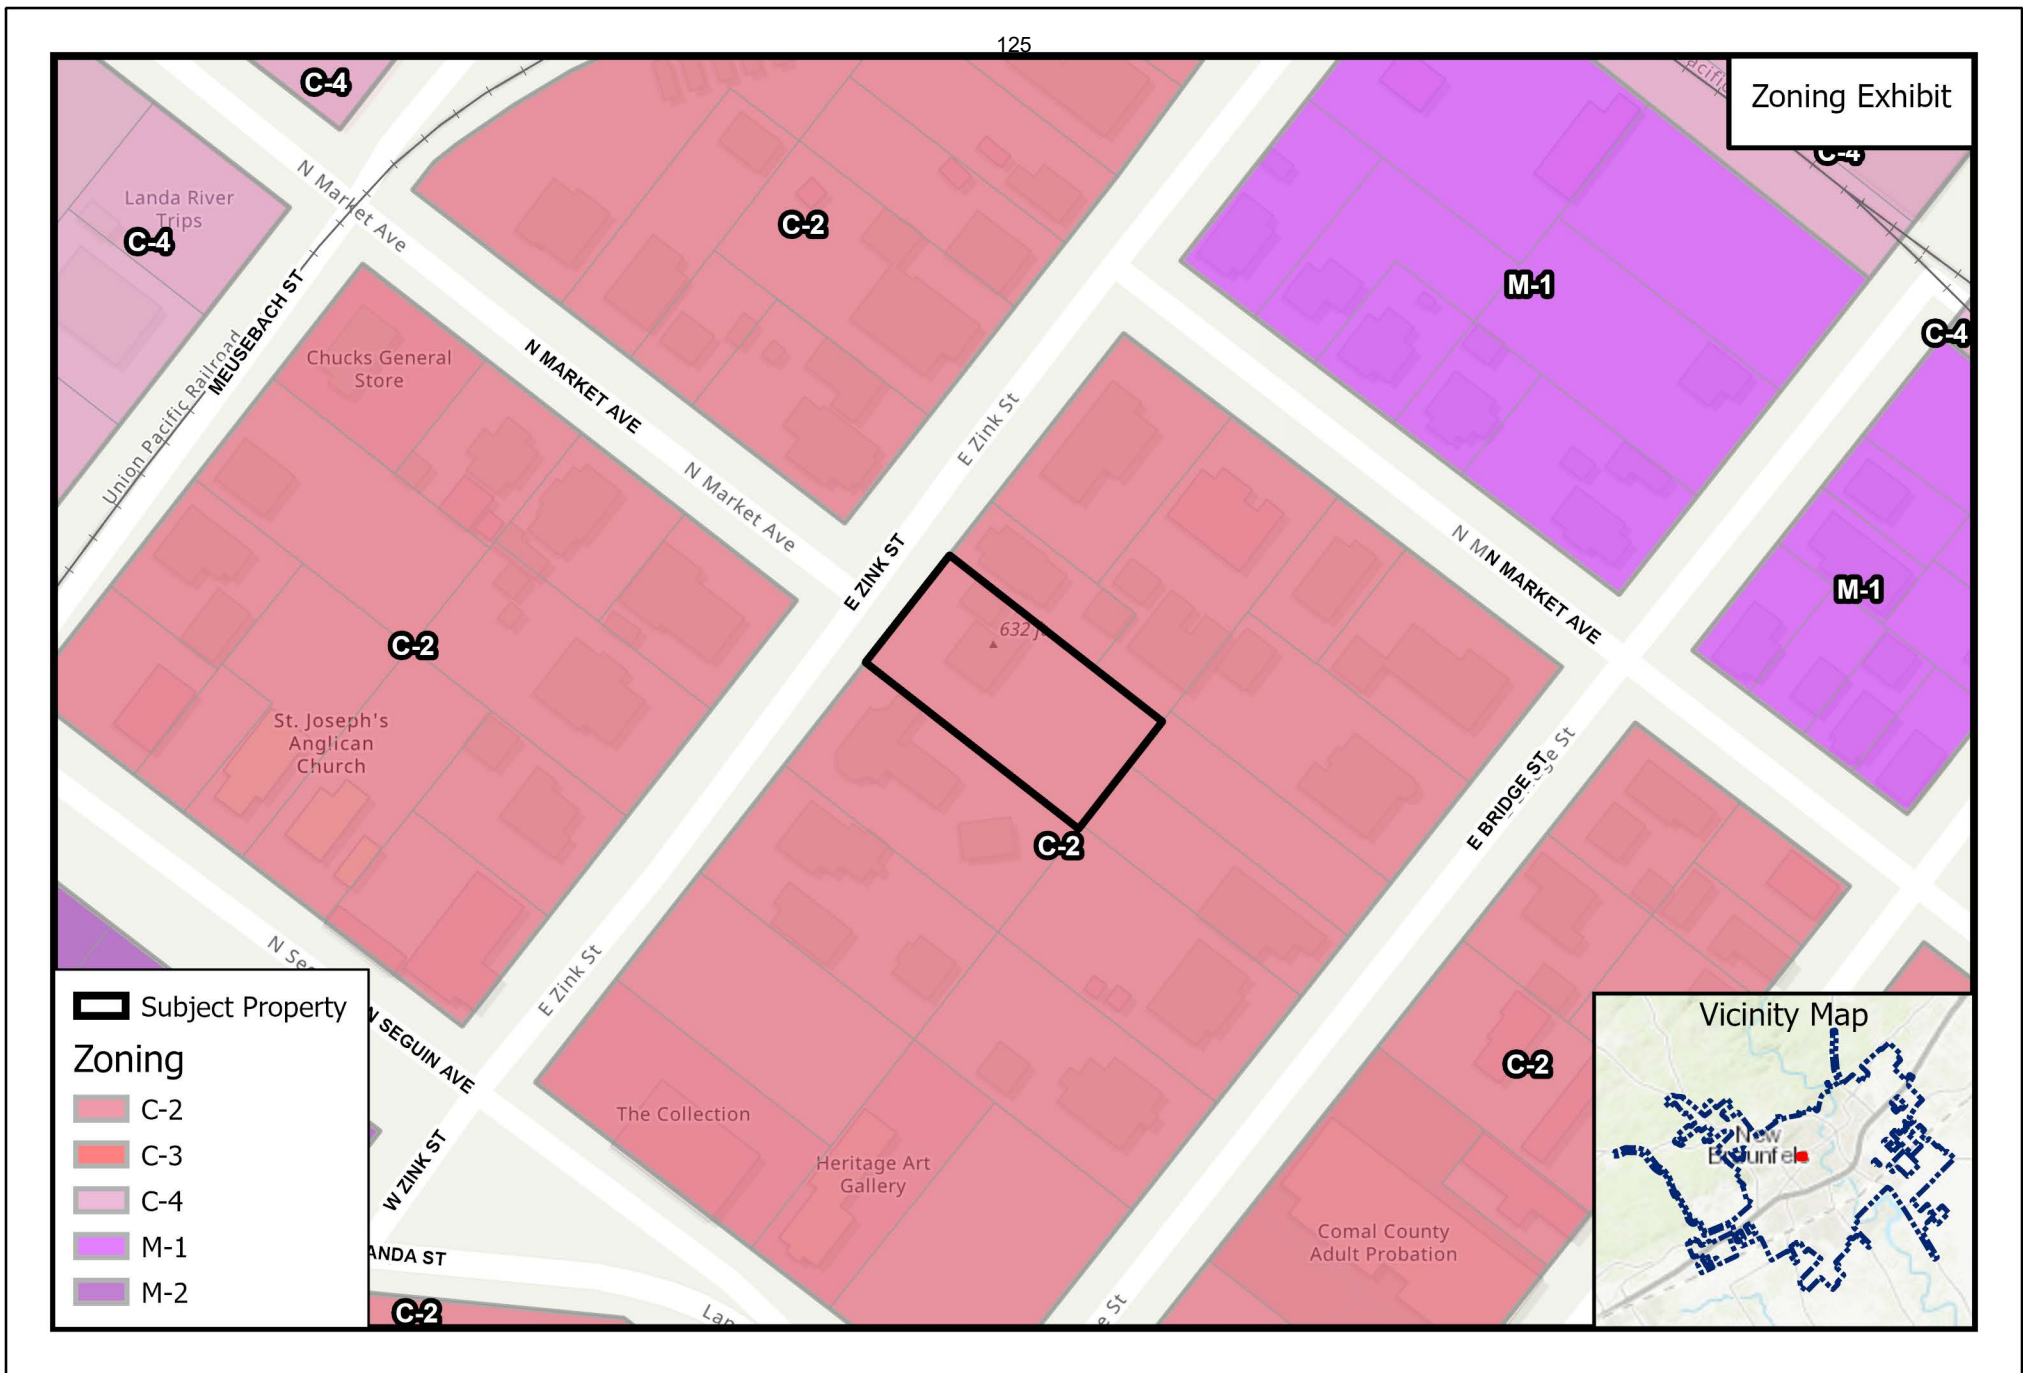 125
Zoning Exhibit
C-4
C-4
C-4
Landa River
Trips
C-4
N Market Ave
C-2
M-1
MEUSEBACH ST
Union Pacific Railroad
Chucks General
Store
N MARKET AVE
N Market Ave
E Zink St
E ZINK ST
N MARKET AVE
M-1
632
C-2
St. Joseph's
Anglican
Church
E BRIDGE ST
St
C-2
E Zink St
N SEGUIN AVE
W ZINK ST
ANDA ST
C-2
The Collection
Heritage Art
Gallery
C-2
Comal County
Adult Probation
e St
Subject Property
Zoning
C-2
C-3
C-4
M-1
M-2
Vicinity Map
New
Braunfels